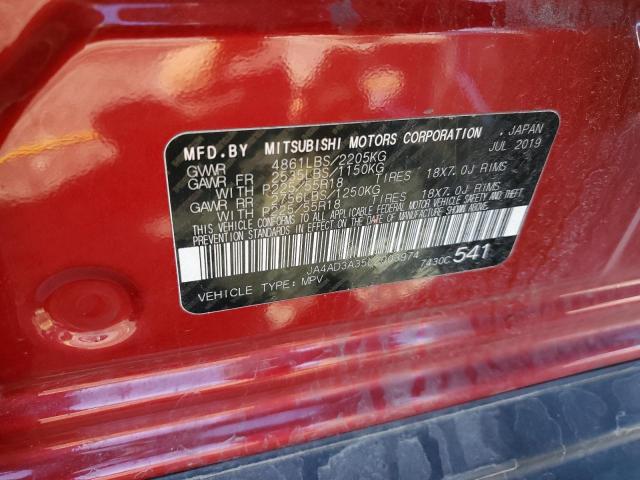 MFD.BY MITSUBISHI MOTORS CORPORATION , JAPAN
GVWR 4861LBS/2205KG JUL 2019
GAWR FR 2535LBS/1150KG
WITH P225/55R18 TIRES 18X7.0J RIMS
GAWR RR 2756LBS/1250KG
WITH P225/55R18 TIRES 18X7.0J RIMS
THIS VEHICLE CONFORMS TO ALL APPLICABLE FEDERAL MOTOR VEHICLE SAFETY AND THEFT
PREVENTION STANDARDS IN EFFECT ON THE DATE OF MANUFACTURE SHOWN ABOVE.
7430C 541
VEHICLE TYPE: MPV